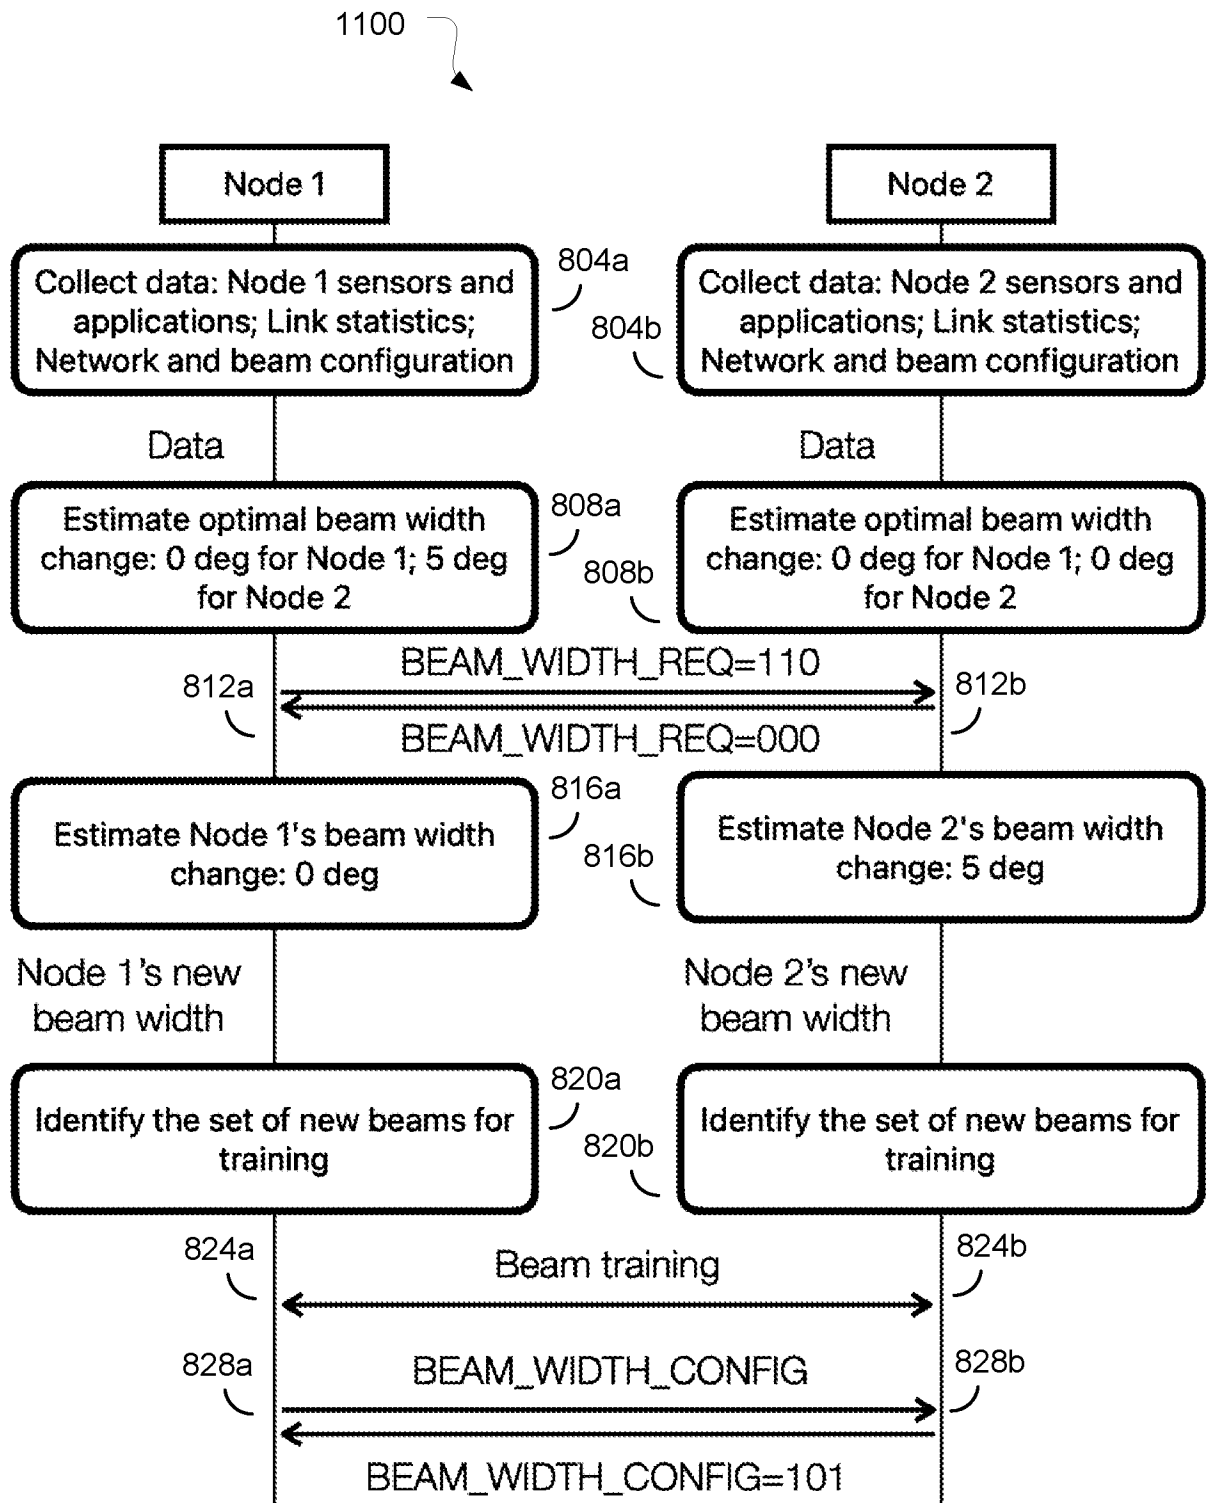 1100
Node 1
Node 2
Collect data: Node 1 sensors and
applications; Link statistics;
Network and beam configuration
804a
804b
Collect data: Node 2 sensors and
applications; Link statistics;
Network and beam configuration
Data
Data
Estimate optimal beam width
change: 0 deg for Node 1; 5 deg
for Node 2
808a
808b
Estimate optimal beam width
change: 0 deg for Node 1; 0 deg
for Node 2
BEAM_WIDTH_REQ=110
812a
812b
BEAM_WIDTH_REQ=000
Estimate Node 1's beam width
change: 0 deg
816a
816b
Estimate Node 2's beam width
change: 5 deg
Node 1's new
beam width
Node 2's new
beam width
Identify the set of new beams for
training
820a
820b
Identify the set of new beams for
training
824a
Beam training
824b
828a
BEAM_WIDTH_CONFIG
828b
BEAM_WIDTH_CONFIG=101